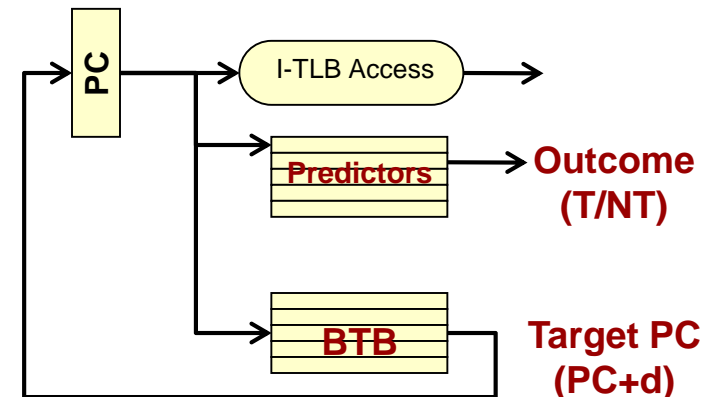 PC
I-TLB Access
Predictors
Outcome
(T/NT)
BTB
Target PC
(PC+d)